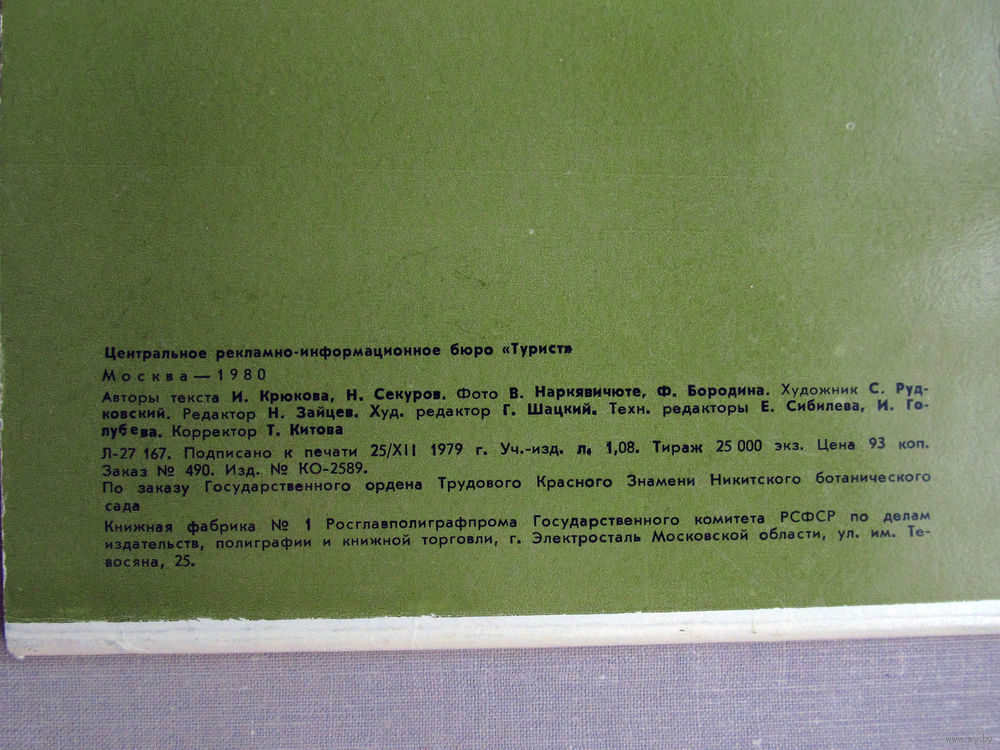 Центральное рекламно-информационное бюро «Турист»
Москва — 1980
Авторы текста И. Крюкова, Н. Секуров. Фото В. Наркявичюте, Ф. Бородина. Художник С. Руд-
ковский. Редактор Н. Зайцев. Худ. редактор Г. Шацкий. Техн. редакторы Е. Сибилева, И. Го-
лубева. Корректор Т. Китова
Л-27 167. Подписано к печати 25/XII 1979 г. Уч.-изд. л. 1,08. Тираж 25 000 экз. Цена 93 коп.
Заказ № 490. Изд. № КО-2589.
По заказу Государственного ордена Трудового Красного Знамени Никитского ботанического
сада
Книжная фабрика № 1 Росглавполиграфпрома Государственного комитета РСФСР по делам
издательств, полиграфии и книжной торговли, г. Электросталь Московской области, ул. им. Те-
восяна, 25.
www.ay.by